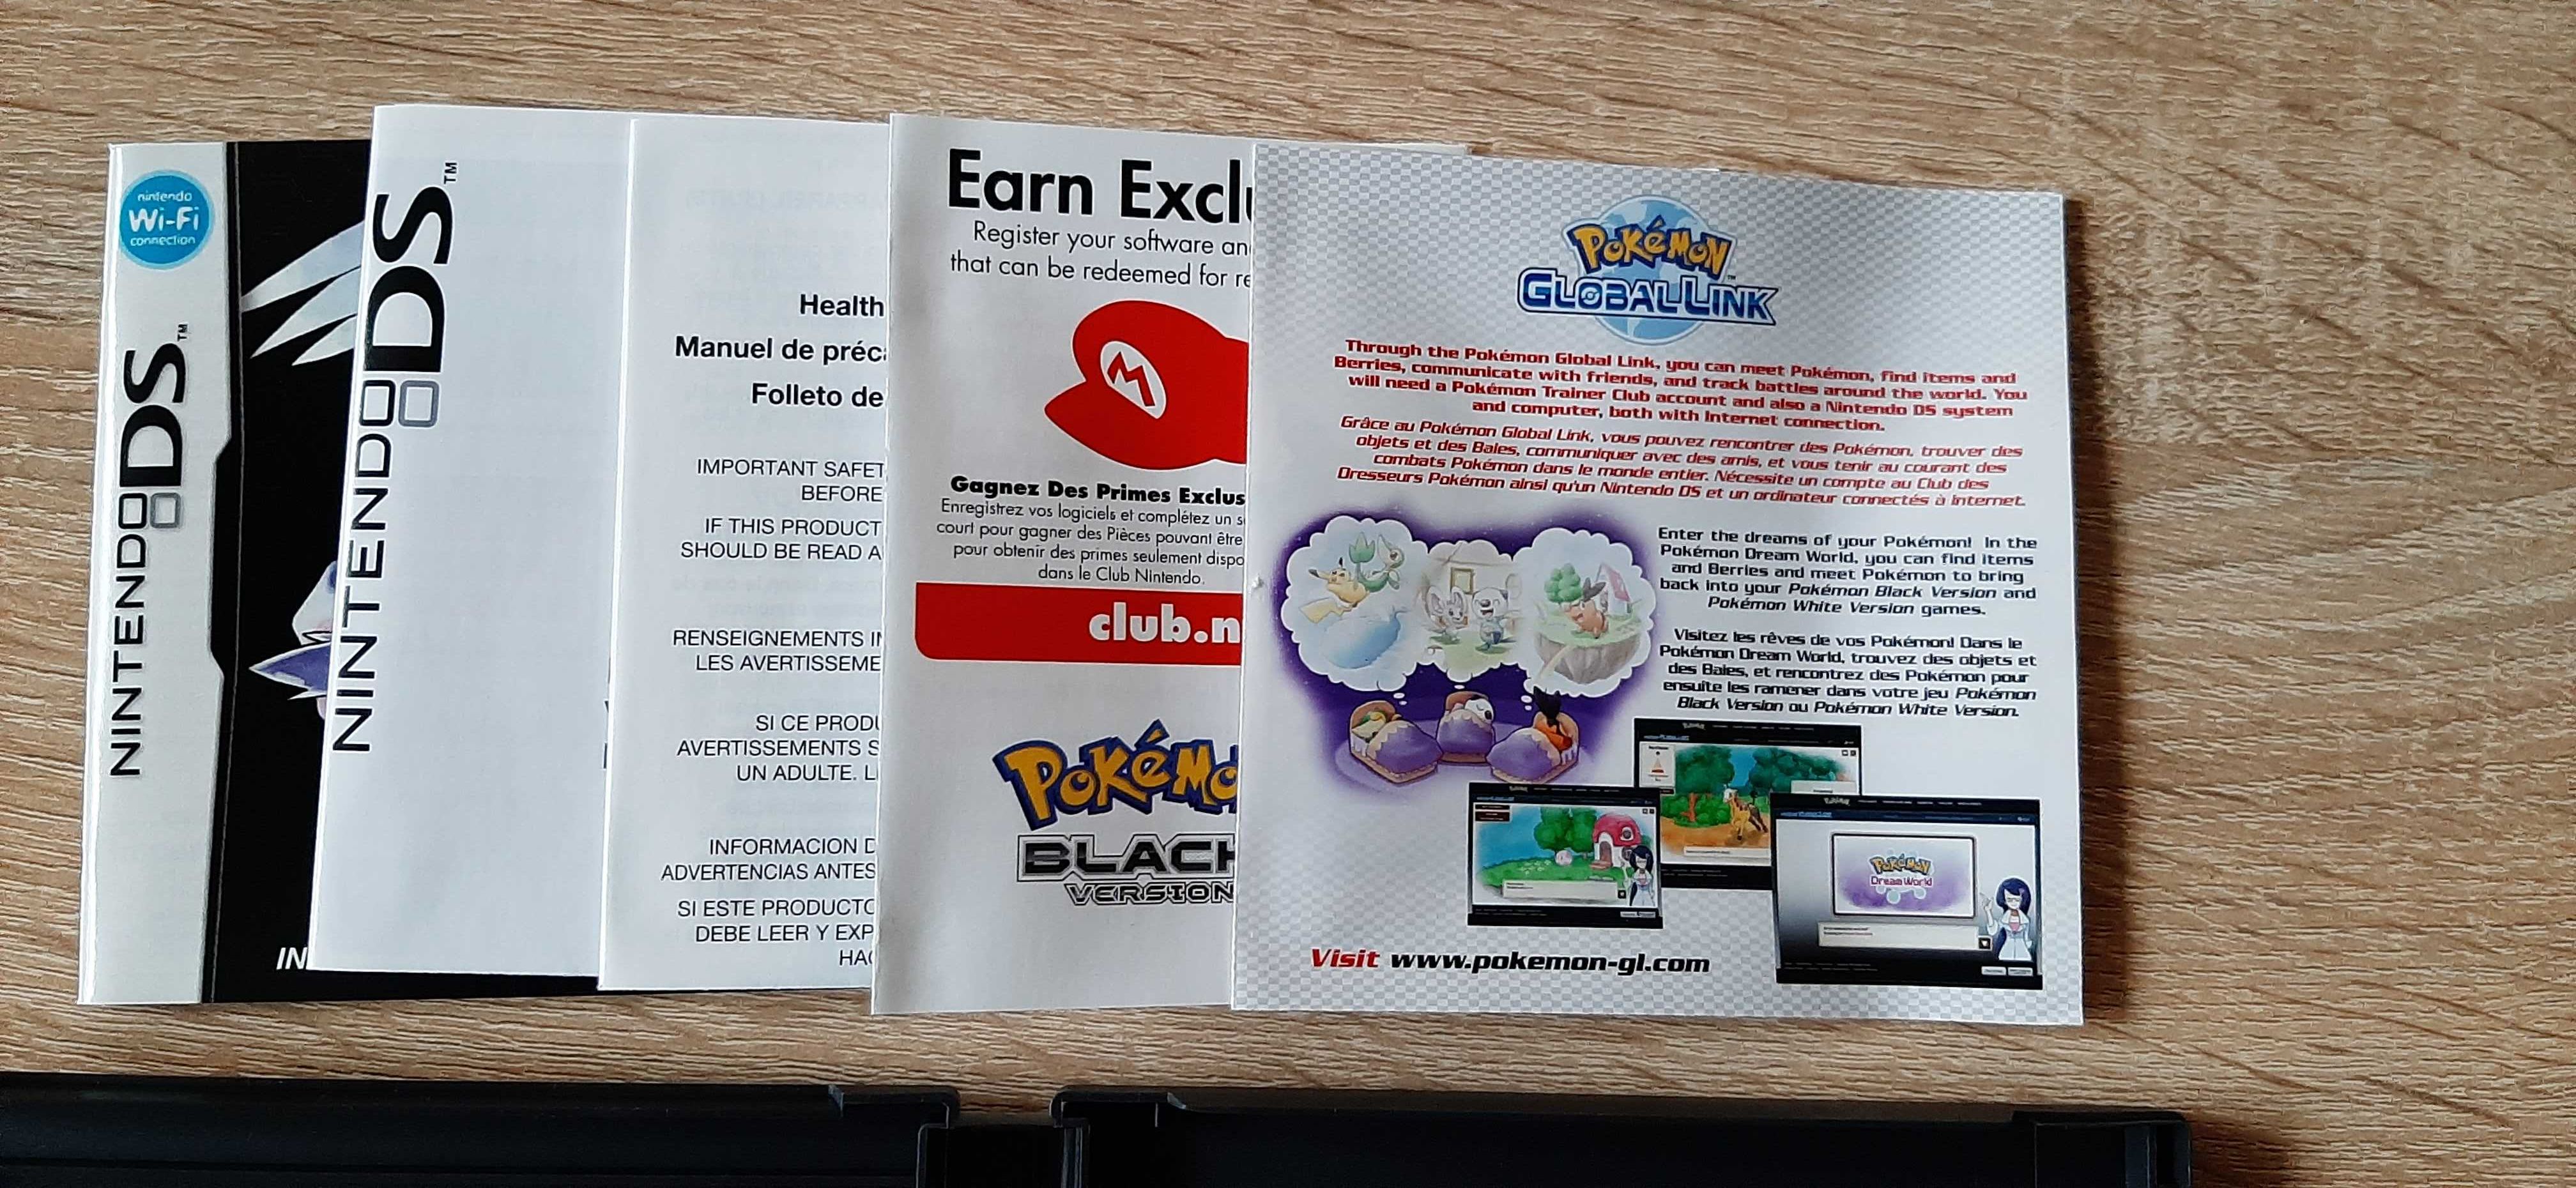 nintendo
Wi-Fi
connection
NINTENDO DS™
IN
NINTENDO DS™
Health
Manuel de préc
Folleto de
IMPORTANT SAFET
BEFORE
IF THIS PRODUCT
SHOULD BE READ A
RENSEIGNEMENTS
LES AVERTISSEME
SI CE PRODU
AVERTISSEMENTS S
UN ADULTE. L
INFORMACION D
ADVERTENCIAS ANTES
SI ESTE PRODUCTO
DEBE LEER Y EXP
HAC
Earn Exclu
Register your software an
that can be redeemed for re
M
Gagnez Des Primes Exclus
Enregistrez vos logiciels et complétez un s
court pour gagner des Pièces pouvant être
pour obtenir des primes seulement dispo
dans le Club Nintendo.
club.n
POKéMO
BLACK
VERSION
POKéMON™
GLOBAL LINK
Through the Pokémon Global Link, you can meet Pokémon, find items and
Berries, communicate with friends, and track battles around the world. You
will need a Pokémon Trainer Club account and also a Nintendo DS system
and computer, both with Internet connection.
Grâce au Pokémon Global Link, vous pouvez rencontrer des Pokémon, trouver des
objets et des Baies, communiquer avec des amis, et vous tenir au courant des
combats Pokémon dans le monde entier. Nécessite un compte au Club des
Dresseurs Pokémon ainsi qu'un Nintendo DS et un ordinateur connectés à Internet.
Enter the dreams of your Pokémon! In the
Pokémon Dream World, you can find items
and Berries and meet Pokémon to bring
back into your Pokémon Black Version and
Pokémon White Version games.
Visitez les rêves de vos Pokémon! Dans le
Pokémon Dream World, trouvez des objets et
des Baies, et rencontrez des Pokémon pour
ensuite les ramener dans votre jeu Pokémon
Black Version ou Pokémon White Version.
POKéMON
Dream World
Visit www.pokemon-gl.com